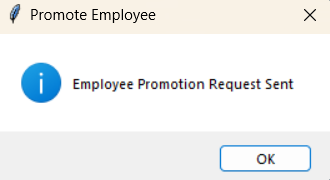 Promote Employee
Employee Promotion Request Sent
OK